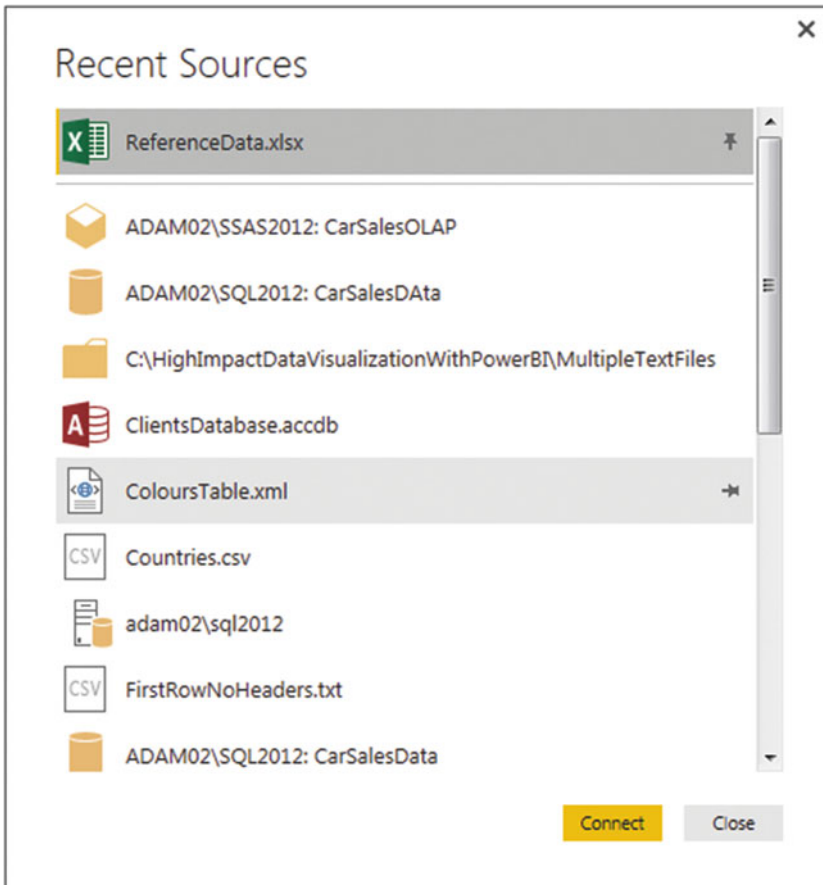 Recent Sources
ReferenceData.xlsx
ADAM02\SSAS2012: CarSalesOLAP
ADAM02\SQL2012: CarSalesDAta
C:\HighImpactDataVisualizationWithPowerBI\MultipleTextFiles
A
ClientsDatabase.accdb
ColoursTable.xml
CSV
Countries.csv
adam02\sql2012
CSV
FirstRowNoHeaders.txt
ADAM02\SQL2012: CarSalesData
Connect
Close